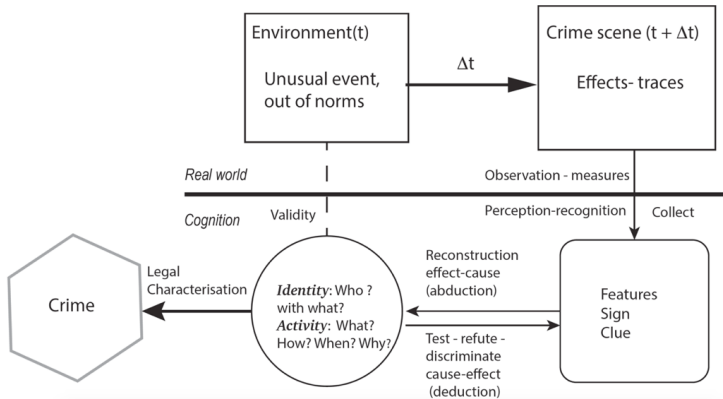 Environment(t)
Unusual event,
out of norms
Δt
Crime scene (t + Δt)
Effects- traces
Real world
Observation - measures
Cognition
Validity
Perception-recognition
Collect
Crime
Legal
Characterisation
Identity: Who ?
with what?
Activity: What?
How? When? Why?
Reconstruction
effect-cause
(abduction)
Test - refute -
discriminate
cause-effect
(deduction)
Features
Sign
Clue